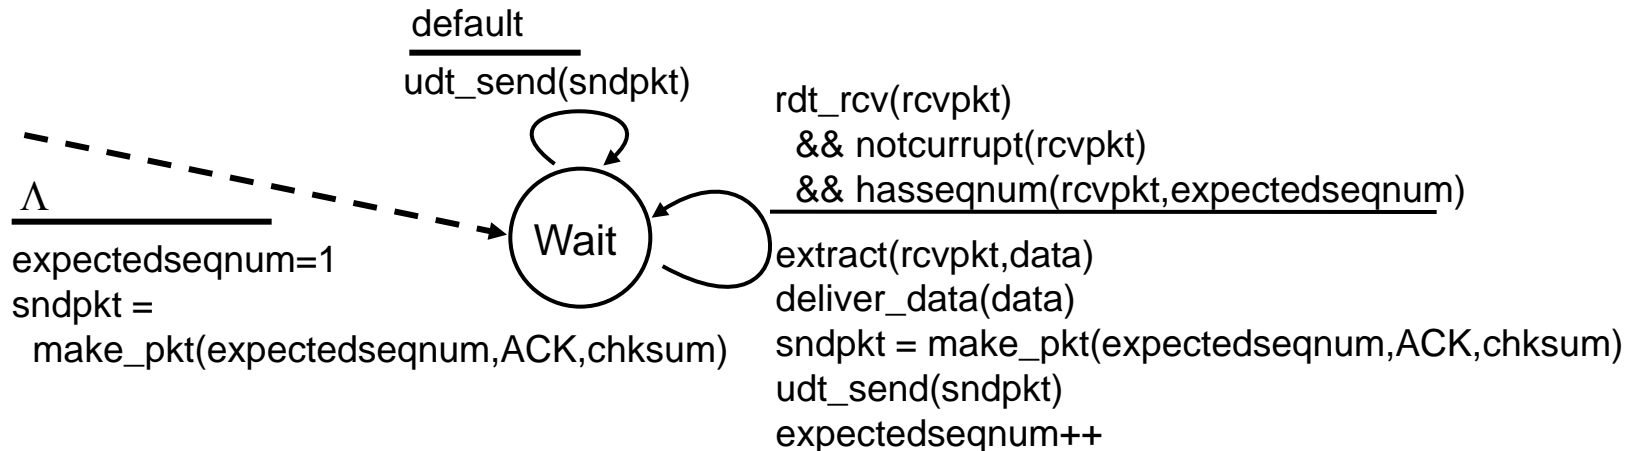 default
udt_send(sndpkt)
rdt_rcv(rcvpkt)
&& notcurrupt(rcvpkt)
&& hasseqnum(rcvpkt,expectedseqnum)
Λ
Wait
expectedseqnum=1
sndpkt =
make_pkt(expectedseqnum,ACK,chksum)
extract(rcvpkt,data)
deliver_data(data)
sndpkt = make_pkt(expectedseqnum,ACK,chksum)
udt_send(sndpkt)
expectedseqnum++